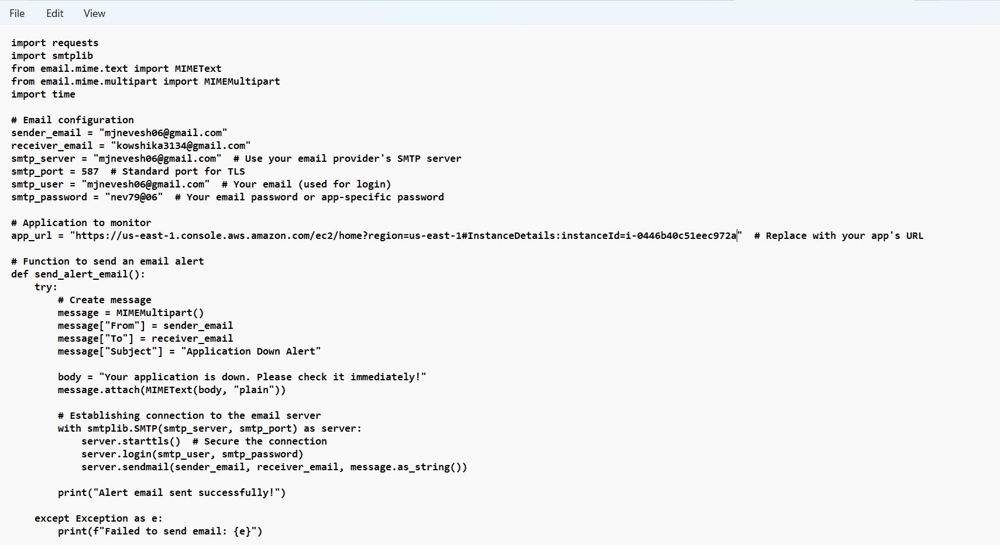 File Edit View
import requests
import smtplib
from email.mime.text import MIMEText
from email.mime.multipart import MIMEMultipart
import time
# Email configuration
sender_email = "mjnevesh06@gmail.com"
receiver_email = "kowshika3134@gmail.com"
smtp_server = "mjnevesh06@gmail.com"  # Use your email provider's SMTP server
smtp_port = 587  # Standard port for TLS
smtp_user = "mjnevesh06@gmail.com"  # Your email (used for login)
smtp_password = "nev79@06"  # Your email password or app-specific password
# Application to monitor
app_url = "https://us-east-1.console.aws.amazon.com/ec2/home?region=us-east-1#InstanceDetails:instanceId=i-0446b40c51eec972a"  # Replace with your app's URL
# Function to send an email alert
def send_alert_email():
    try:
        # Create message
        message = MIMEMultipart()
        message["From"] = sender_email
        message["To"] = receiver_email
        message["Subject"] = "Application Down Alert"
        body = "Your application is down. Please check it immediately!"
        message.attach(MIMEText(body, "plain"))
        # Establishing connection to the email server
        with smtplib.SMTP(smtp_server, smtp_port) as server:
            server.starttls()  # Secure the connection
            server.login(smtp_user, smtp_password)
            server.sendmail(sender_email, receiver_email, message.as_string())
        print("Alert email sent successfully!")
    except Exception as e:
        print(f"Failed to send email: {e}")